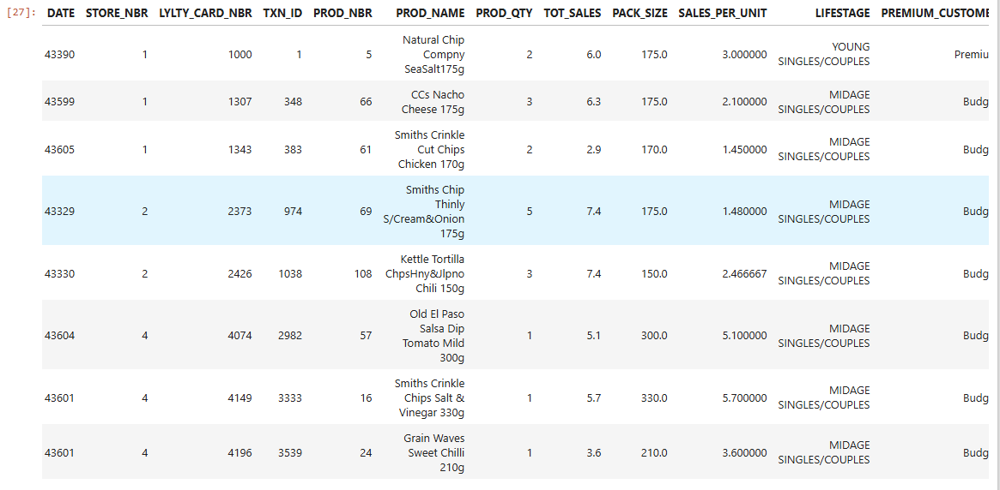 [27]: DATE STORE_NBR LYLTY_CARD_NBR TXN_ID PROD_NBR PROD_NAME PROD_QTY TOT_SALES PACK_SIZE SALES_PER_UNIT LIFESTAGE PREMIUM_CUSTOME
43390 1 1000 1 5 Natural Chip Compny SeaSalt175g 2 6.0 175.0 3.000000 YOUNG SINGLES/COUPLES Premiu
43599 1 1307 348 66 CCs Nacho Cheese 175g 3 6.3 175.0 2.100000 MIDAGE SINGLES/COUPLES Budg
43605 1 1343 383 61 Smiths Crinkle Cut Chips Chicken 170g 2 2.9 170.0 1.450000 MIDAGE SINGLES/COUPLES Budg
43329 2 2373 974 69 Smiths Chip Thinly S/Cream&Onion 175g 5 7.4 175.0 1.480000 MIDAGE SINGLES/COUPLES Budg
43330 2 2426 1038 108 Kettle Tortilla ChpsHny&Jlpno Chili 150g 3 7.4 150.0 2.466667 MIDAGE SINGLES/COUPLES Budg
43604 4 4074 2982 57 Old El Paso Salsa Dip Tomato Mild 300g 1 5.1 300.0 5.100000 MIDAGE SINGLES/COUPLES Budg
43601 4 4149 3333 16 Smiths Crinkle Chips Salt & Vinegar 330g 1 5.7 330.0 5.700000 MIDAGE SINGLES/COUPLES Budg
43601 4 4196 3539 24 Grain Waves Sweet Chilli 210g 1 3.6 210.0 3.600000 MIDAGE SINGLES/COUPLES Budg